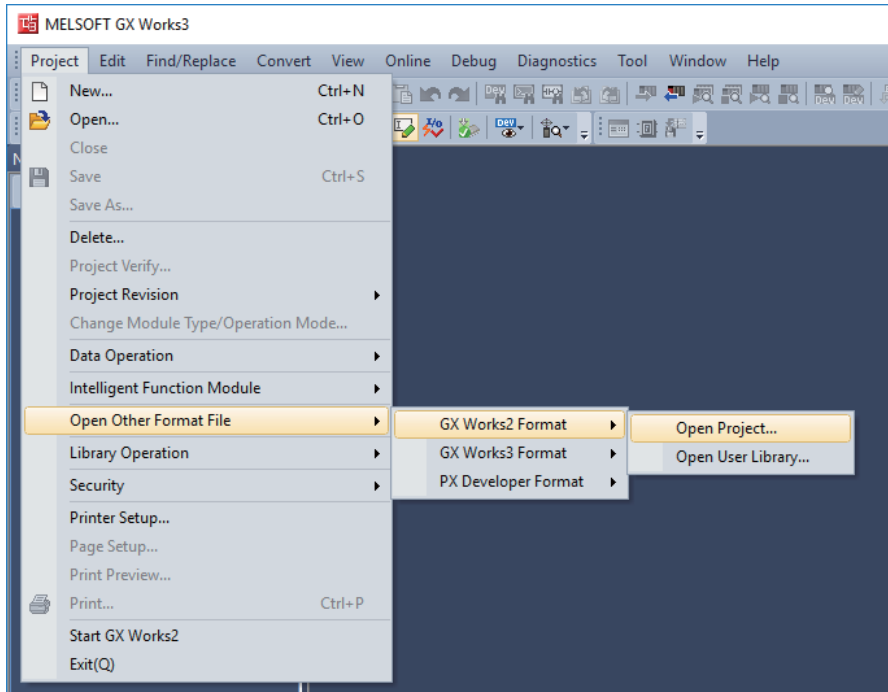 MELSOFT GX Works3
Project Edit Find/Replace Convert View Online Debug Diagnostics Tool Window Help
New... Ctrl+N
Open... Ctrl+O
Close
Save Ctrl+S
Save As...
Delete...
Project Verify...
Project Revision
Change Module Type/Operation Mode...
Data Operation
Intelligent Function Module
Open Other Format File
GX Works2 Format
Open Project...
Library Operation
GX Works3 Format
Open User Library...
Security
PX Developer Format
Printer Setup...
Page Setup...
Print Preview...
Print... Ctrl+P
Start GX Works2
Exit(Q)